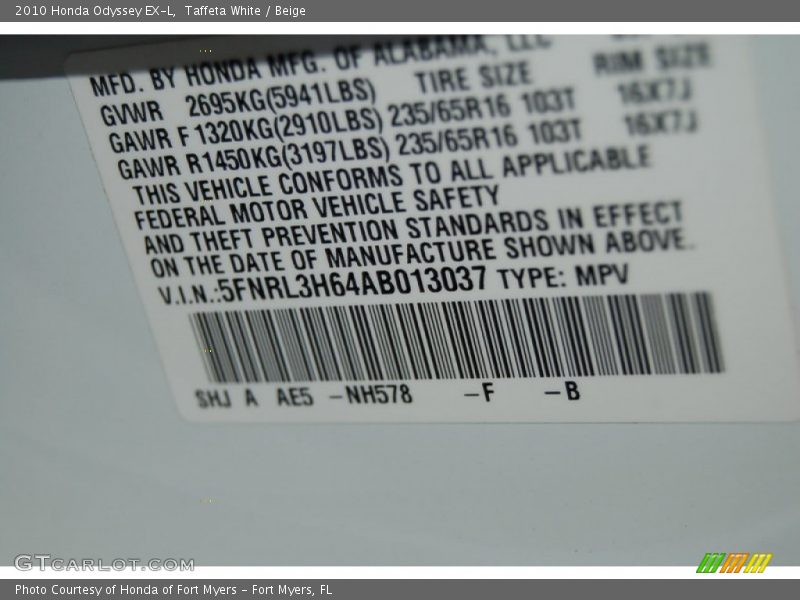 2010 Honda Odyssey EX-L, Taffeta White / Beige
MFD. BY HONDA MFG. OF ALABAMA, LLC
GVWR 2695KG(5941LBS) TIRE SIZE RIM SIZE
GAWR F 1320KG(2910LBS) 235/65R16 103T 16X7J
GAWR R1450KG(3197LBS) 235/65R16 103T 16X7J
THIS VEHICLE CONFORMS TO ALL APPLICABLE
FEDERAL MOTOR VEHICLE SAFETY
AND THEFT PREVENTION STANDARDS IN EFFECT
ON THE DATE OF MANUFACTURE SHOWN ABOVE.
V.I.N.:5FNRL3H64AB013037 TYPE: MPV
SHJ A AE5 -NH578 -F -B
GTCARLOT.COM
Photo Courtesy of Honda of Fort Myers - Fort Myers, FL